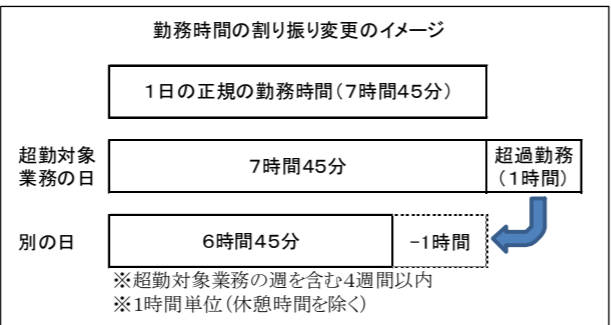 勤務時間の割り振り変更のイメージ
1日の正規の勤務時間(7時間45分)
超勤対象
業務の日
7時間45分
超過勤務
(1時間)
別の日
6時間45分
-1時間
※超勤対象業務の週を含む4週間以内
※1時間単位(休憩時間を除く)